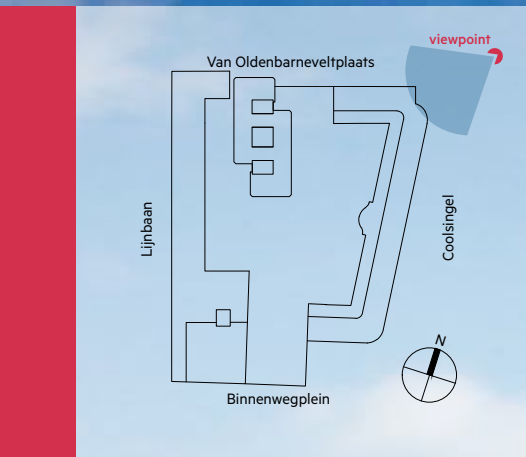 viewpoint
Van Oldenbarneveltplaats
Lijnbaan
Coolsingel
N
Binnenwegplein